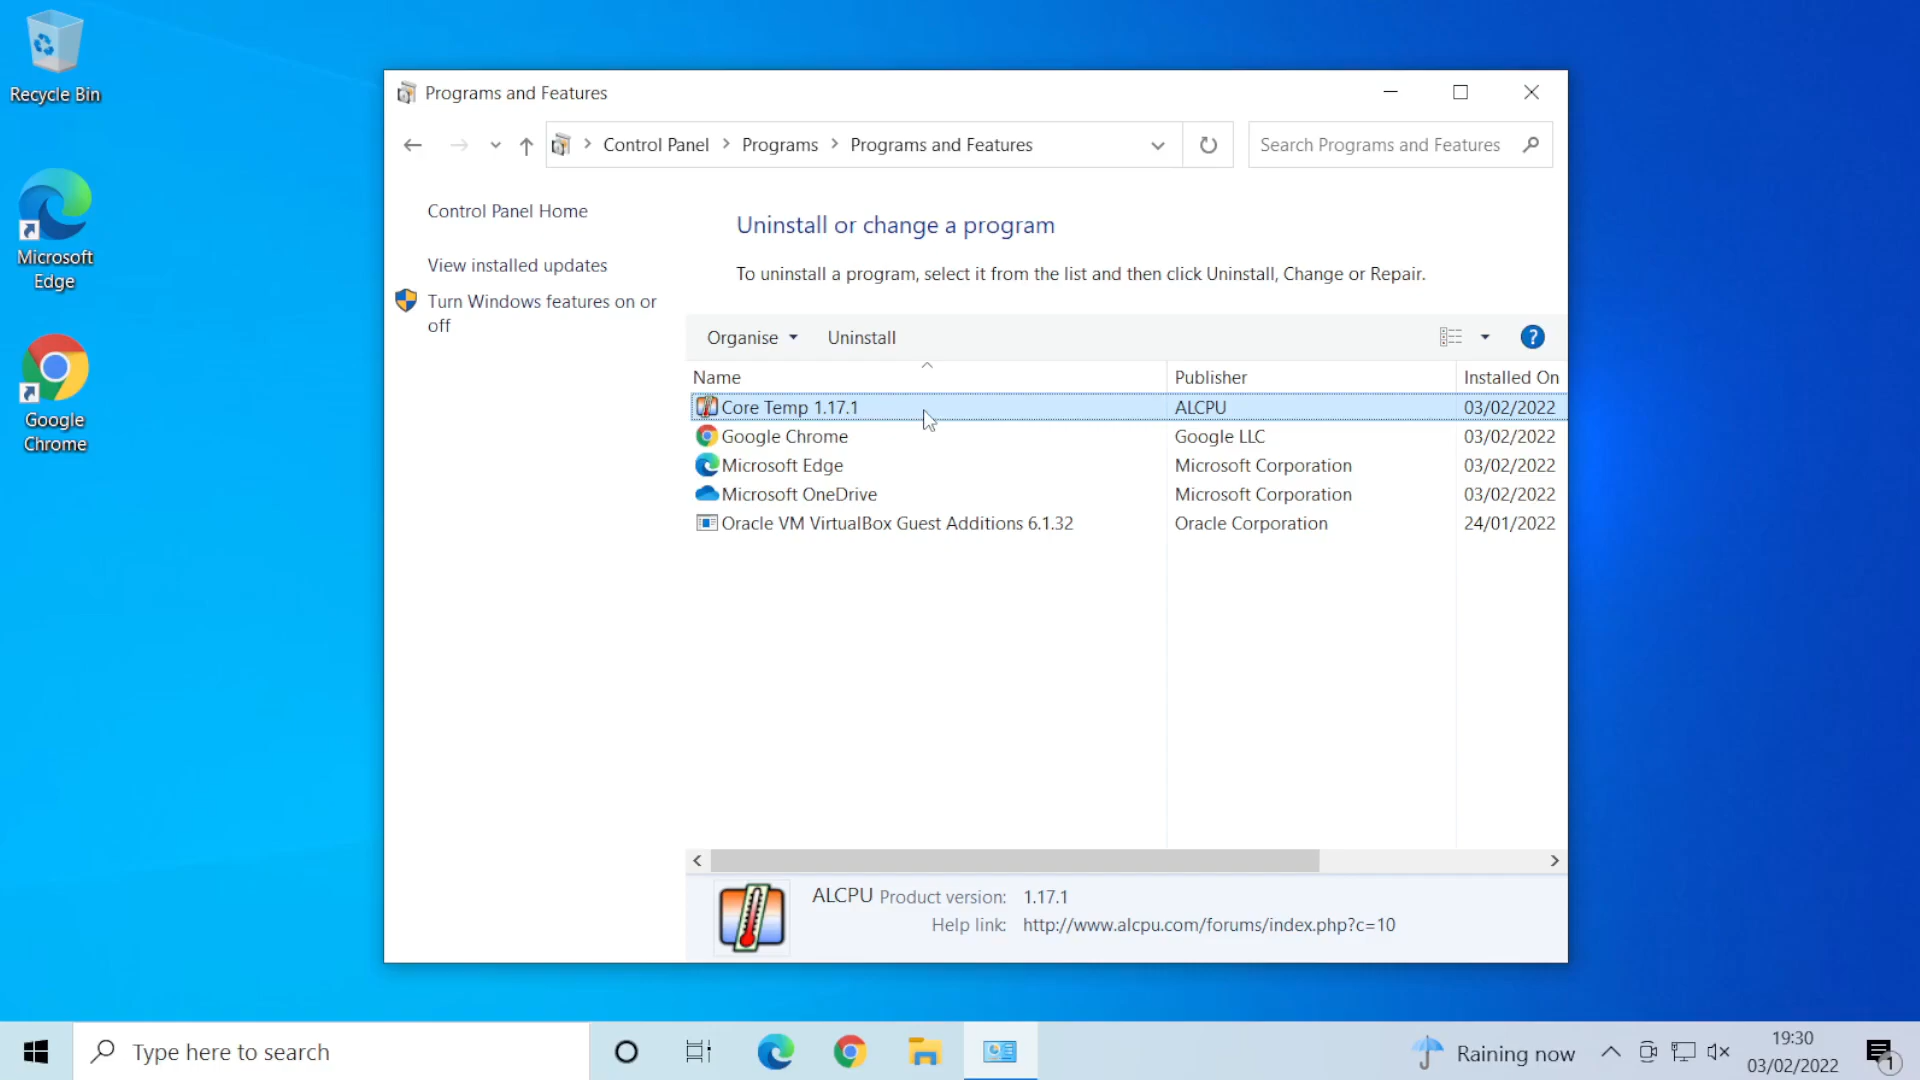 Recycle Bin
Microsoft
Edge
Google
Chrome
Programs and Features
Control Panel
Programs
Programs and Features
Search Programs and Features
Control Panel Home
View installed updates
Turn Windows features on or
off
Uninstall or change a program
To uninstall a program, select it from the list and then click Uninstall, Change or Repair.
Organise
Uninstall
?
Name
Publisher
Installed On
Core Temp 1.17.1
ALCPU
03/02/2022
Google Chrome
Google LLC
03/02/2022
Microsoft Edge
Microsoft Corporation
03/02/2022
Microsoft OneDrive
Microsoft Corporation
03/02/2022
Oracle VM VirtualBox Guest Additions 6.1.32
Oracle Corporation
24/01/2022
ALCPU Product version: 1.17.1
Help link: http://www.alcpu.com/forums/index.php?c=10
Type here to search
Raining now
19:30
03/02/2022
1